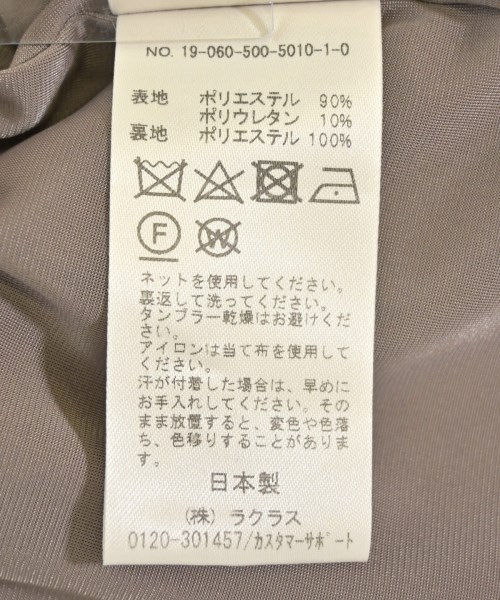 NO. 19-060-500-5010-1-0
表地 ポリエステル 90%
ポリウレタン 10%
裏地 ポリエステル 100%
F W
ネットを使用してください。
裏返して洗ってください。
タンブラー乾燥はお避けくだ
さい。
アイロンは当て布を使用して
ください。
汗が付着した場合は、早めに
お手入れしてください。その
まま放置すると、変色や色落
ち、色移りすることがありま
す。
日本製
(株) ラクラス
0120-301457/カスタマーサポート